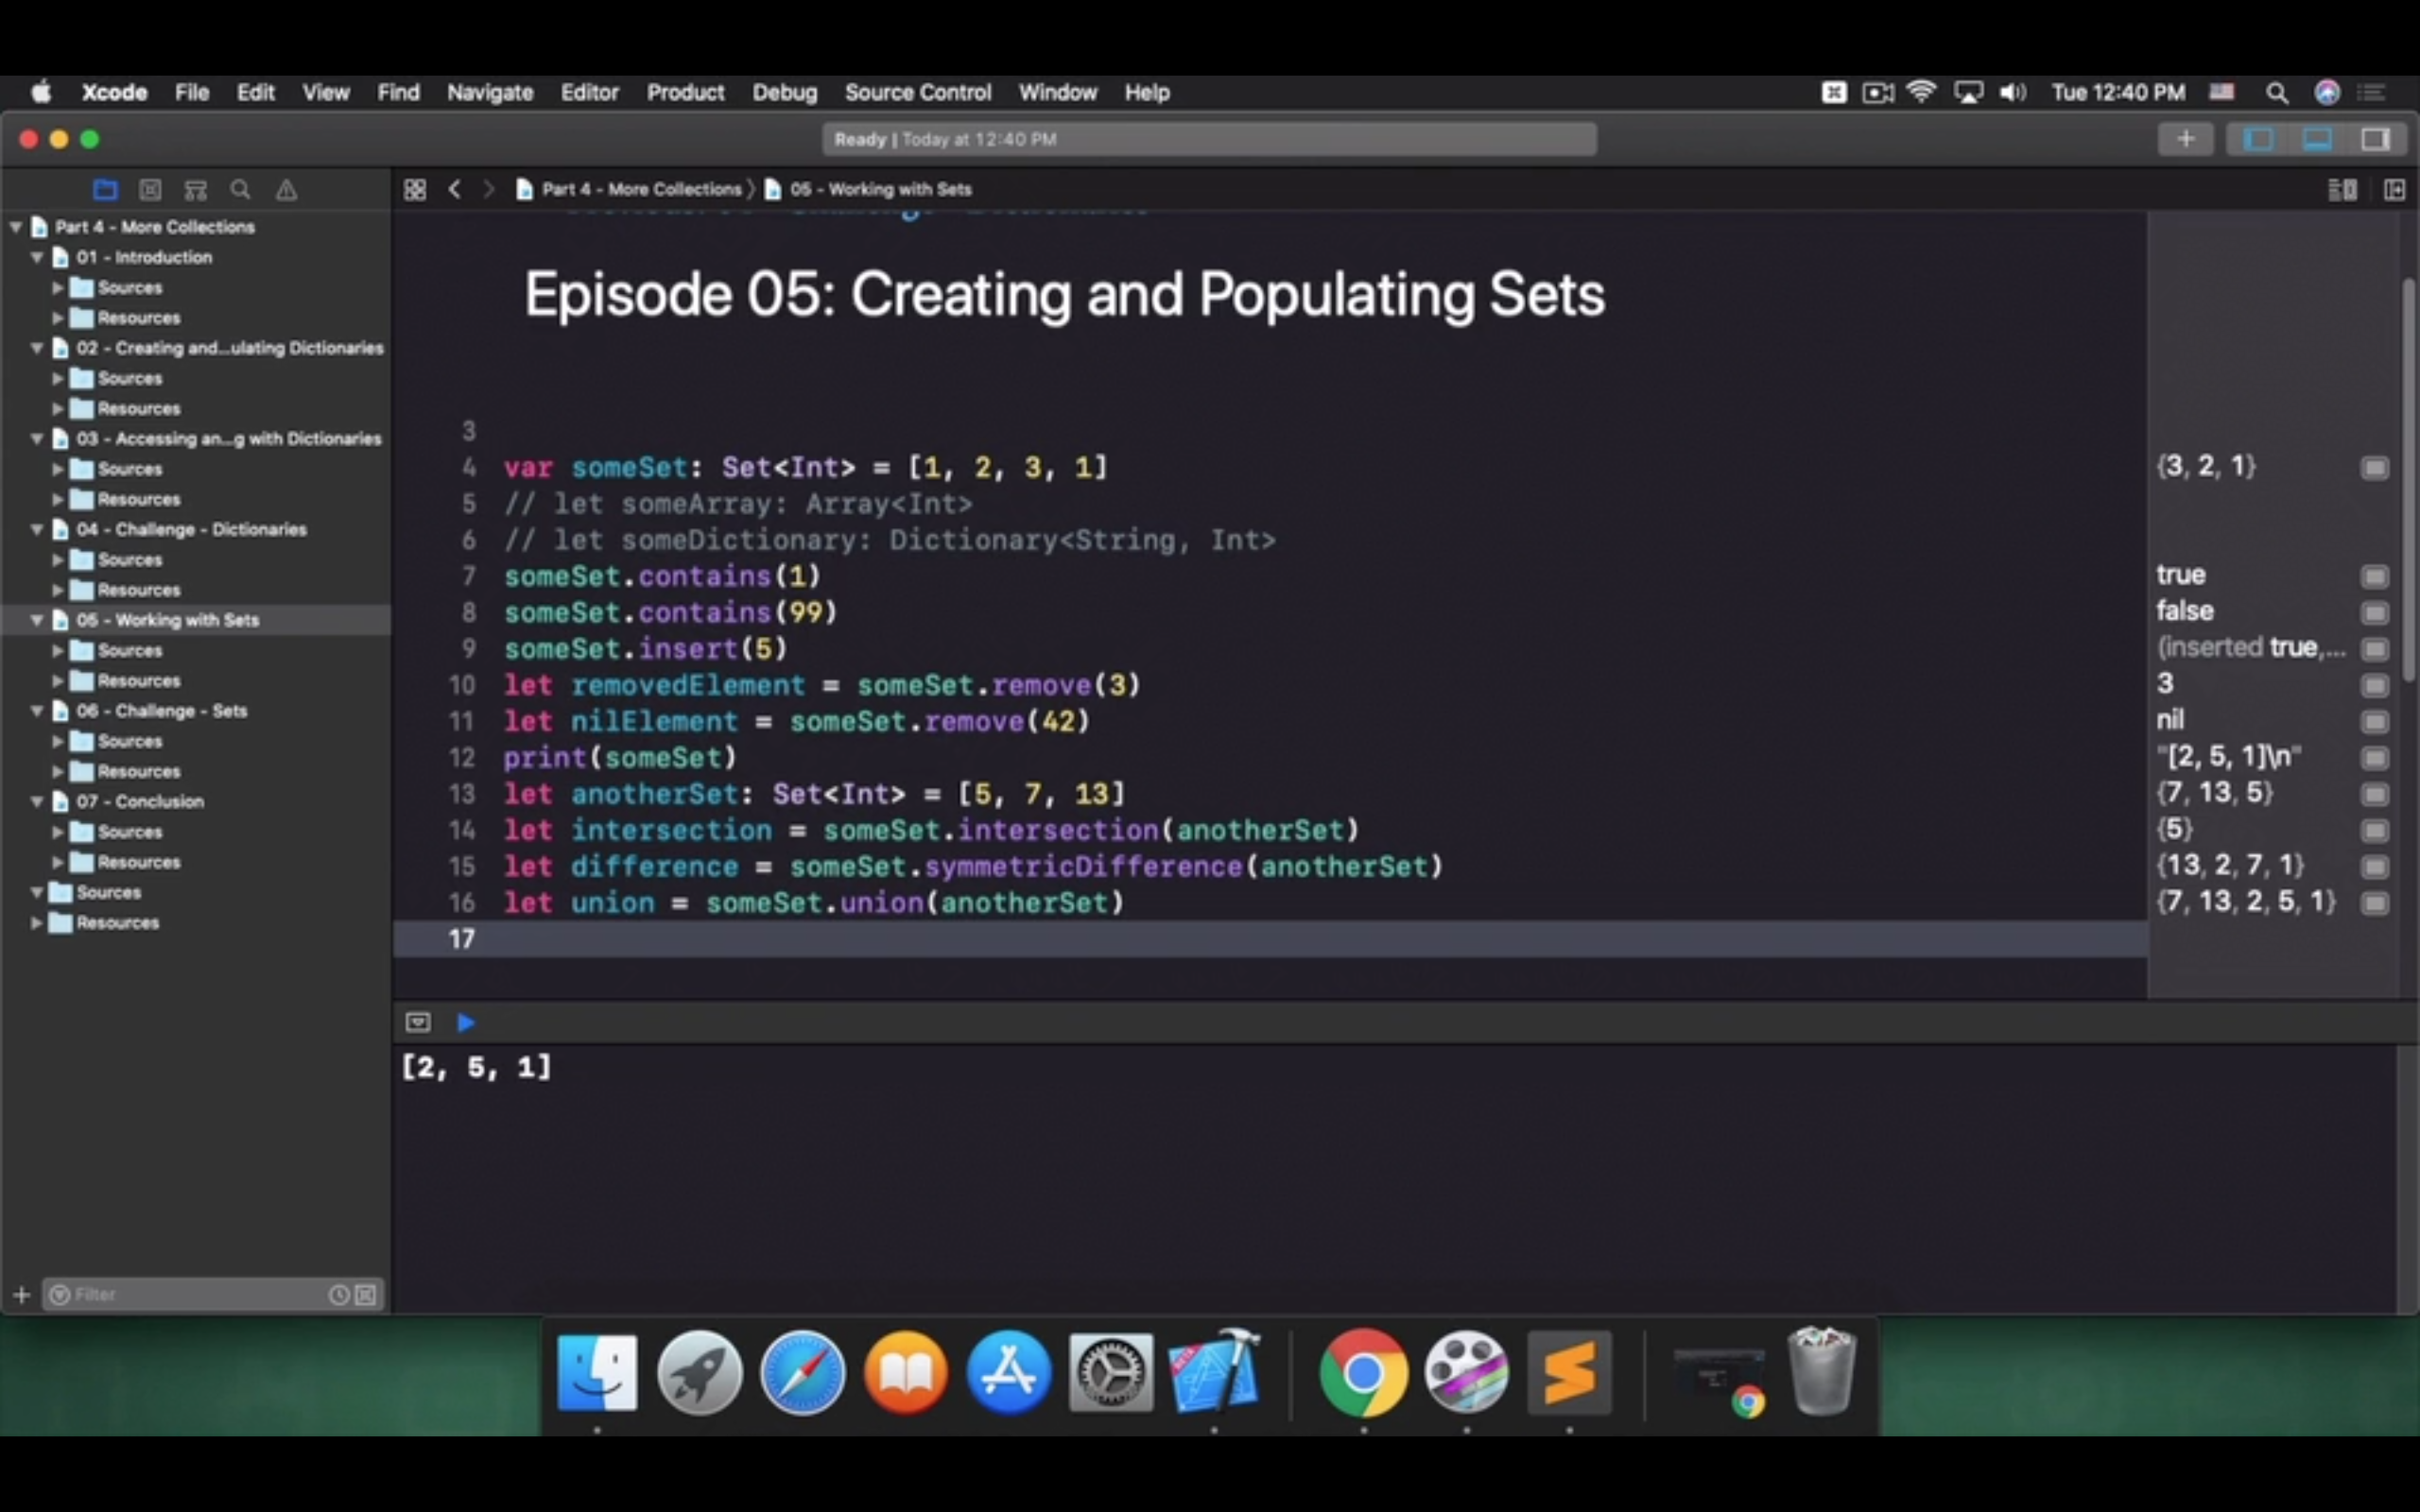 Xcode File Edit View Find Navigate Editor Product Debug Source Control Window Help Tue 12:40 PM
Ready | Today at 12:40 PM
Part 4 - More Collections 05 - Working with Sets
Part 4 - More Collections
01 - Introduction
Sources
Resources
02 - Creating and...ulating Dictionaries
Sources
Resources
03 - Accessing an...g with Dictionaries
Sources
Resources
04 - Challenge - Dictionaries
Sources
Resources
05 - Working with Sets
Sources
Resources
06 - Challenge - Sets
Sources
Resources
07 - Conclusion
Sources
Resources
Sources
Resources
Filter
Episode 05: Creating and Populating Sets
3
4 var someSet: Set<Int> = [1, 2, 3, 1] {3, 2, 1}
5 // let someArray: Array<Int>
6 // let someDictionary: Dictionary<String, Int>
7 someSet.contains(1) true
8 someSet.contains(99) false
9 someSet.insert(5) (inserted true,...
10 let removedElement = someSet.remove(3) 3
11 let nilElement = someSet.remove(42) nil
12 print(someSet) "[2, 5, 1]\n"
13 let anotherSet: Set<Int> = [5, 7, 13] {7, 13, 5}
14 let intersection = someSet.intersection(anotherSet) {5}
15 let difference = someSet.symmetricDifference(anotherSet) {13, 2, 7, 1}
16 let union = someSet.union(anotherSet) {7, 13, 2, 5, 1}
17
[2, 5, 1]